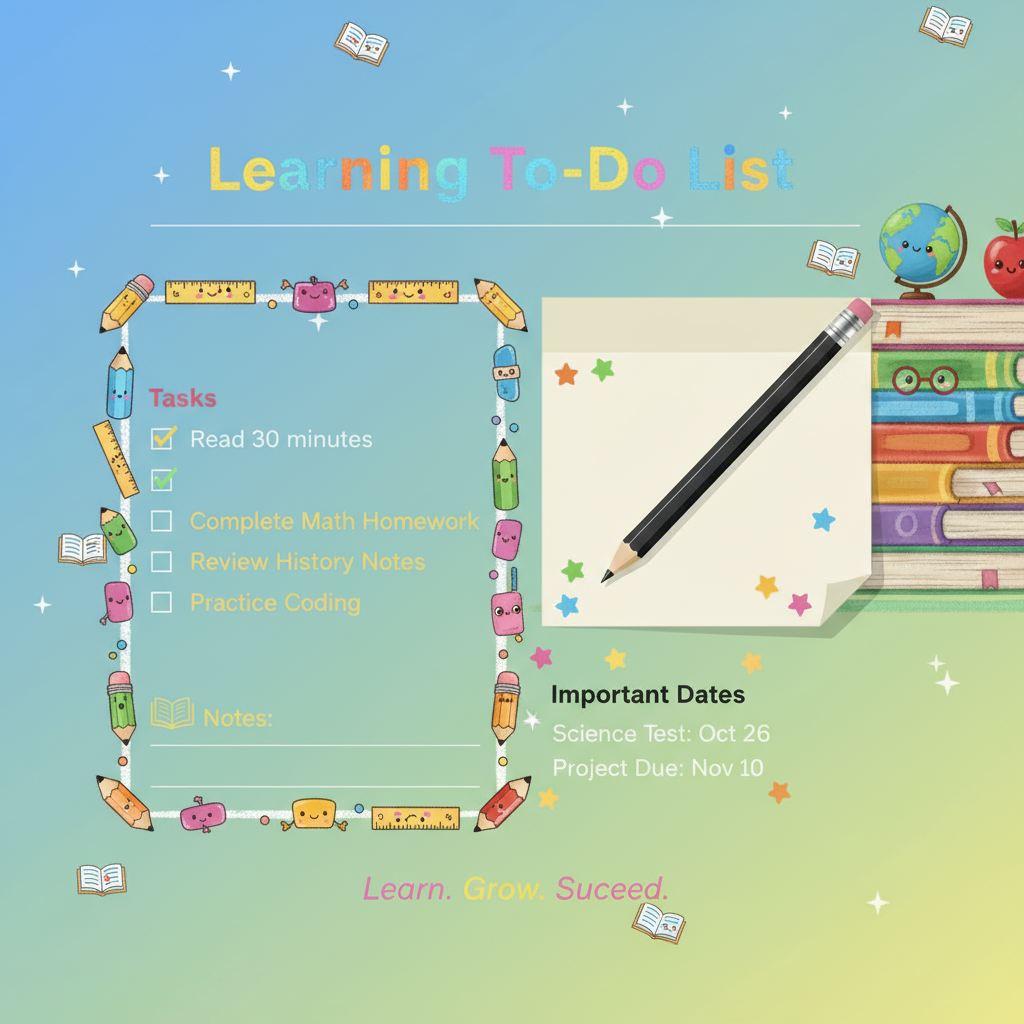 Learning To-Do List
Tasks
Read 30 minutes
Complete Math Homework
Review History Notes
Practice Coding
Notes:
Important Dates
Science Test: Oct 26
Project Due: Nov 10
Learn. Grow. Suceed.